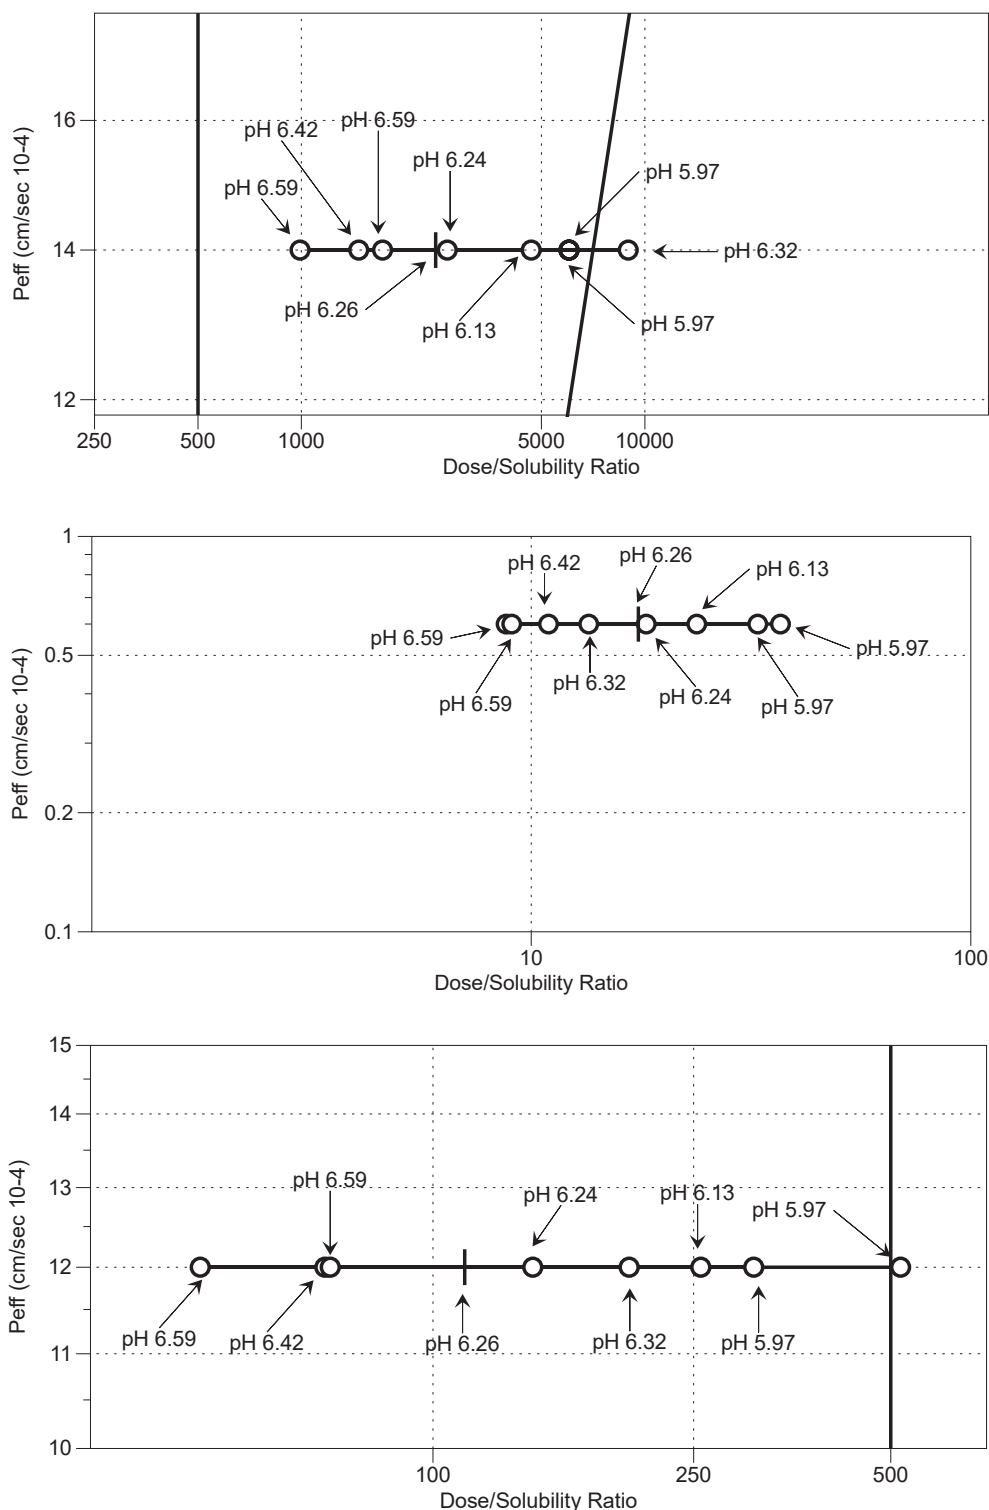 16
14
12
Peff (cm/sec 10-4)
pH 6.59
pH 6.42
pH 6.59
pH 6.24
pH 5.97
pH 6.32
pH 6.26
pH 6.13
pH 5.97
250 500 1000 5000 10000
Dose/Solubility Ratio
1
0.5
0.2
0.1
Peff (cm/sec 10-4)
pH 6.42
pH 6.26
pH 6.13
pH 6.59
pH 5.97
pH 6.59
pH 6.32
pH 6.24
pH 5.97
10 100
Dose/Solubility Ratio
15
14
13
12
11
10
Peff (cm/sec 10-4)
pH 6.59
pH 6.24
pH 6.13
pH 5.97
pH 6.59
pH 6.42
pH 6.26
pH 6.32
pH 5.97
100 250 500
Dose/Solubility Ratio